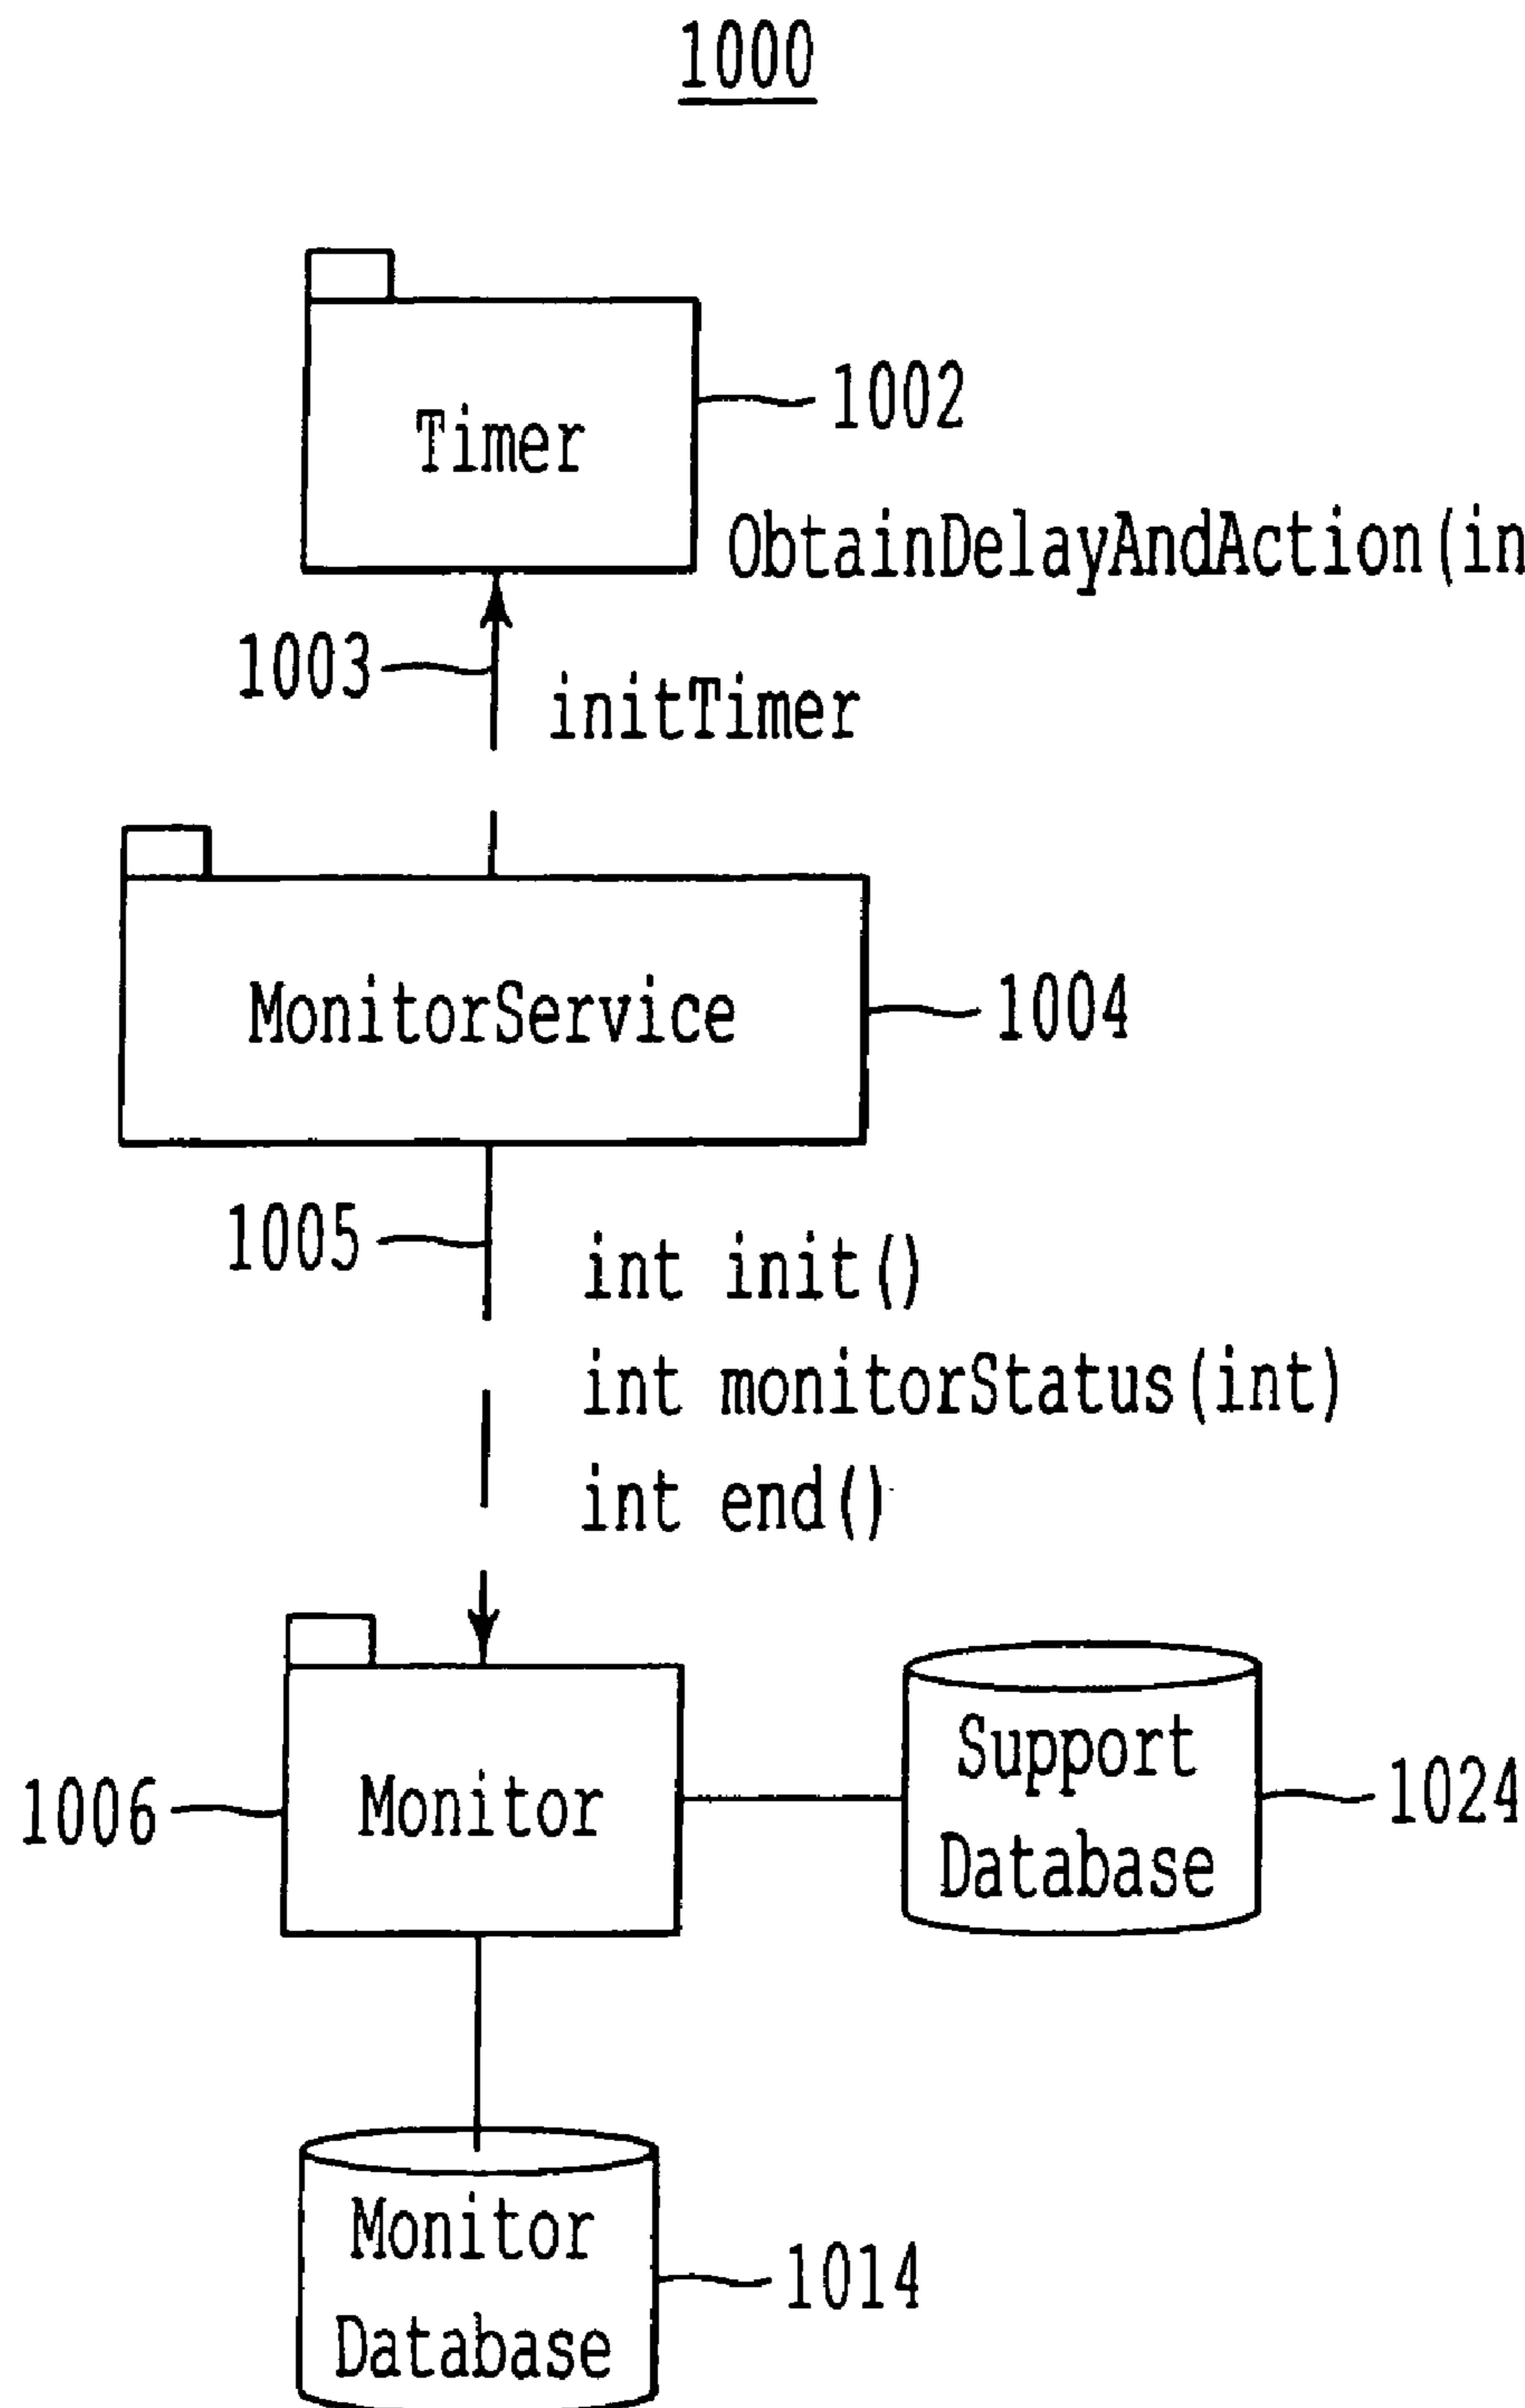 1000
1002
Timer
ObtainDelayAndAction(in
1003
initTimer
MonitorService
1004
1005
int init()
int monitorStatus(int)
int end()
1006
Monitor
Support
Database
1024
Monitor
Database
1014